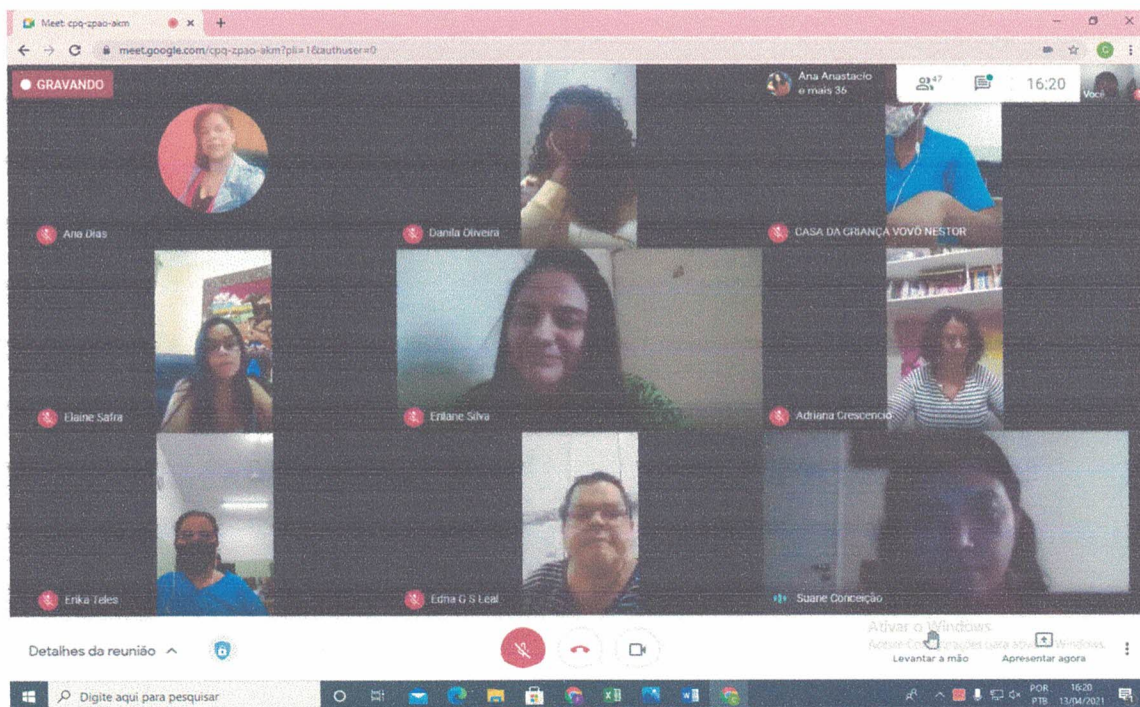 Meet: cpq-zpao-akm
meet.google.com/cpq-zpao-akm?pli=1&authuser=0
G
GRAVANDO
Ana Anastacio
e mais 36
47
16:20
Você
Ana Dias
Danila Oliveira
CASA DA CRIANÇA VOVÔ NESTOR
Elaine Safra
Eriiane Silva
Adriana Crescencio
Erika Teles
Edna G S Leal
Suane Conceição
Ativar o Windows
Detalhes da reunião
Levantar a mão
Apresentar agora
Digite aqui para pesquisar
POR
PTB
16:20
13/04/2021